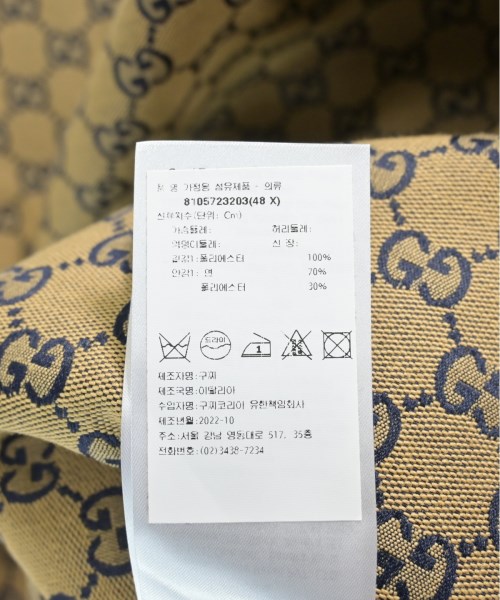 품 명 가정용 섬유제품 - 의류
8105723203(48 X)
신체치수(단위: Cm)
가슴둘레: 허리둘레:
엉덩이둘레: 신 장:
겉감1:폴리에스터 100%
안감1: 면 70%
폴리에스터 30%
드라이
1
제조자명:구찌
제조국명:이탈리아
수입자명:구찌코리아 유한책임회사
제조년월:2022-10
주소:서울 강남 영동대로 517, 35층
전화번호:(02)3438-7234